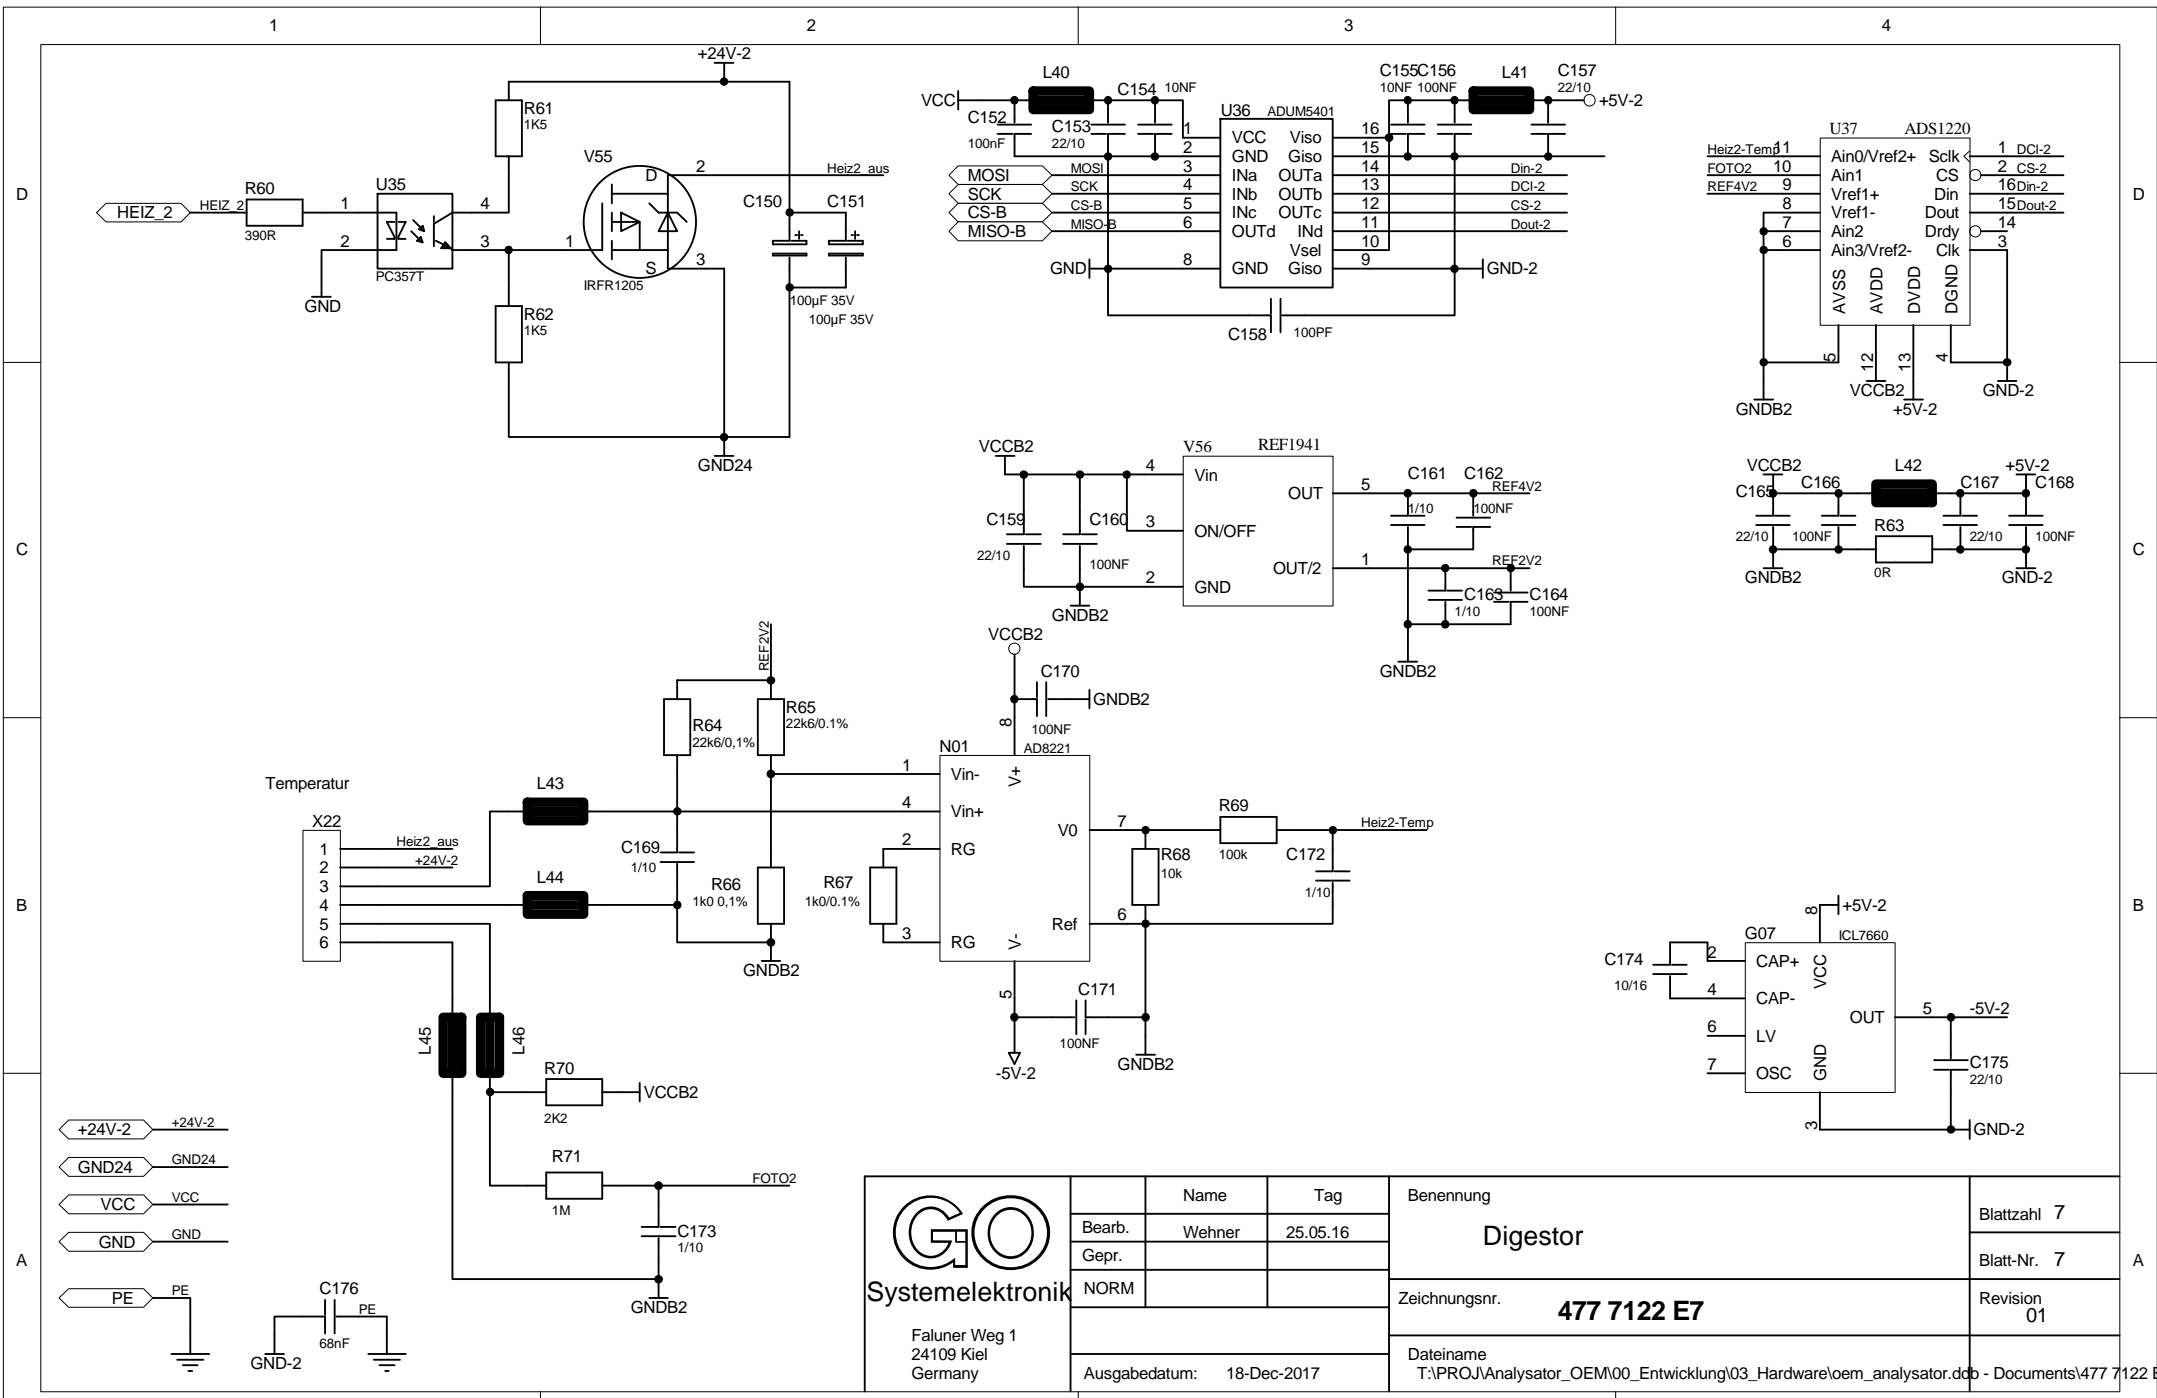 1 2 3 4
D D
C C
B B
A A
+24V-2
R61
1K5
V55
D 2 Heiz2_aus
U35
R60
HEIZ_2 HEIZ_2
390R
1 4
2 3
PC357T
GND
1
S 3
IRFR1205
R62
1K5
C150 C151
+ +
100µF 35V
100µF 35V
GND24
L40
VCC
C154 10NF
C152
100nF
C153
22/10
C155 C156
10NF 100NF
L41
C157
22/10
+5V-2
U36 ADUM5401
1 VCC Viso 16
2 GND Giso 15
MOSI MOSI 3 INa OUTa 14 Din-2
SCK SCK 4 INb OUTb 13 DCI-2
CS-B CS-B 5 INc OUTc 12 CS-2
MISO-B MISO-B 6 OUTd INd 11 Dout-2
Vsel 10
GND 8 GND Giso 9 GND-2
C158 100PF
U37 ADS1220
Heiz2-Temp 11 Ain0/Vref2+ Sclk 1 DCI-2
FOTO2 10 Ain1 CS 2 CS-2
REF4V2 9 Vref1+ Din 16 Din-2
8 Vref1- Dout 15 Dout-2
7 Ain2 Drdy 14
6 Ain3/Vref2- Clk 3
AVSS AVDD DVDD DGND
5 12 13 4
GNDB2 VCCB2 +5V-2 GND-2
VCCB2
V56 REF1941
4 Vin
OUT 5 REF4V2
3 ON/OFF
OUT/2 1 REF2V2
2 GND
C159
22/10
C160
100NF
GNDB2
C161
1/10
C162
100NF
C163
1/10
C164
100NF
GNDB2
VCCB2 L42 +5V-2
C165 C166 C167 C168
R63
22/10 100NF 0R 22/10 100NF
GNDB2 GND-2
REF2V2
R64
22k6/0,1%
R65
22k6/0.1%
VCCB2
C170
100NF
GNDB2
8
N01 AD8221
1 Vin-
4 Vin+
2 RG
3 RG
V+
V-
V0 7
Ref 6
5
R69
100k
Heiz2-Temp
R68
10k
C172
1/10
C171
100NF
-5V-2
GNDB2
Temperatur
X22
1 Heiz2_aus
2 +24V-2
3
4
5
6
L43
L44
C169
1/10
R66
1k0 0,1%
R67
1k0/0.1%
GNDB2
L45 L46
R70
2K2
VCCB2
R71
1M
FOTO2
C173
1/10
GNDB2
8 +5V-2
G07 ICL7660
C174
10/16
2 CAP+
4 CAP-
6 LV
7 OSC
VCC
GND
OUT 5 -5V-2
C175
22/10
3 GND-2
+24V-2 +24V-2
GND24 GND24
VCC VCC
GND GND
PE PE
C176
68nF
PE
GND-2
GO
Systemelektronik
Faluner Weg 1
24109 Kiel
Germany
Name Tag
Bearb. Wehner 25.05.16
Gepr.
NORM
Ausgabedatum: 18-Dec-2017
Benennung
Digestor
Blattzahl 7
Blatt-Nr. 7
Zeichnungsnr.
477 7122 E7
Revision
01
Dateiname
T:\PROJ\Analysator_OEM\00_Entwicklung\03_Hardware\oem_analysator.ddb - Documents\477 7122 E